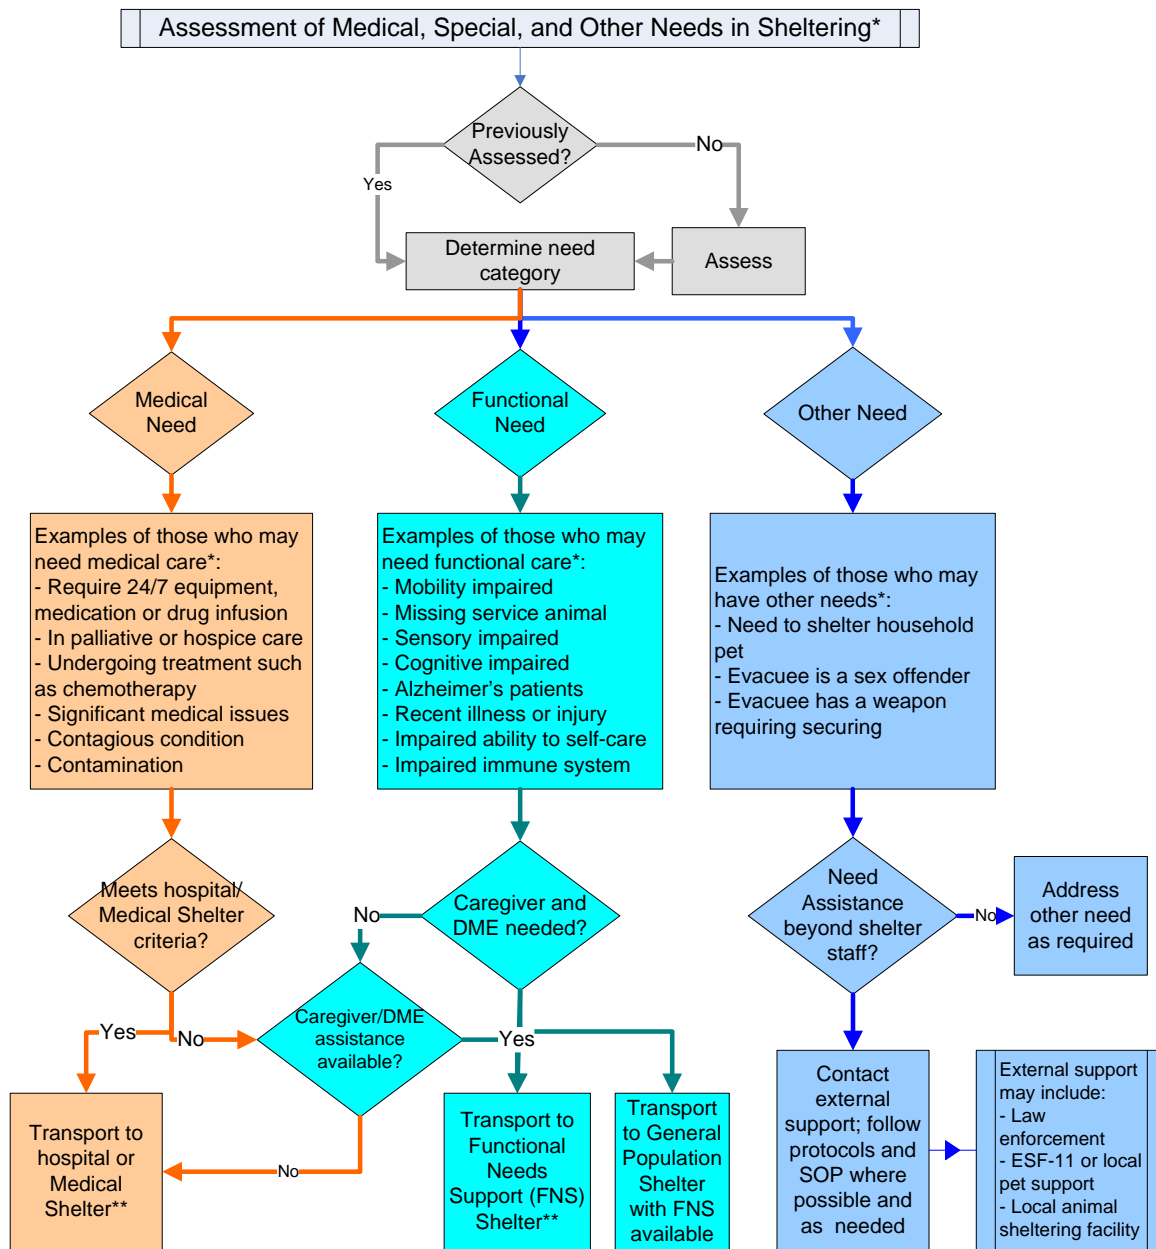 Assessment of Medical, Special, and Other Needs in Sheltering*
Previously
Assessed?
No
Yes
Determine need
category
Assess
Medical
Need
Functional
Need
Other Need
Examples of those who may
need medical care*:
- Require 24/7 equipment,
medication or drug infusion
- In palliative or hospice care
- Undergoing treatment such
as chemotherapy
- Significant medical issues
- Contagious condition
- Contamination
Examples of those who may
need functional care*:
- Mobility impaired
- Missing service animal
- Sensory impaired
- Cognitive impaired
- Alzheimer's patients
- Recent illness or injury
- Impaired ability to self-care
- Impaired immune system
Examples of those who may
have other needs*:
- Need to shelter household
pet
- Evacuee is a sex offender
- Evacuee has a weapon
requiring securing
Meets hospital/
Medical Shelter
criteria?
No
Caregiver and
DME needed?
Need
Assistance
beyond shelter
staff?
No
Address
other need
as required
Yes
No
Caregiver/DME
assistance
available?
Yes
No
Transport to
hospital or
Medical
Shelter**
Transport to
Functional
Needs
Support (FNS)
Shelter**
Transport
to General
Population
Shelter
with FNS
available
Contact
external
support; follow
protocols and
SOP where
possible and
as needed
External support
may include:
- Law
enforcement
- ESF-11 or local
pet support
- Local animal
sheltering facility